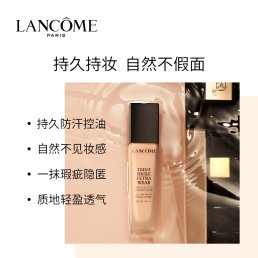 LANCÔME
PARIS
持久持妆 自然不假面
• 持久防汗控油
• 自然不见妆感
• 一抹瑕疵隐匿
• 质地轻盈透气
LANCÔME
TEINT
IDOLE
ULTRA
WEAR